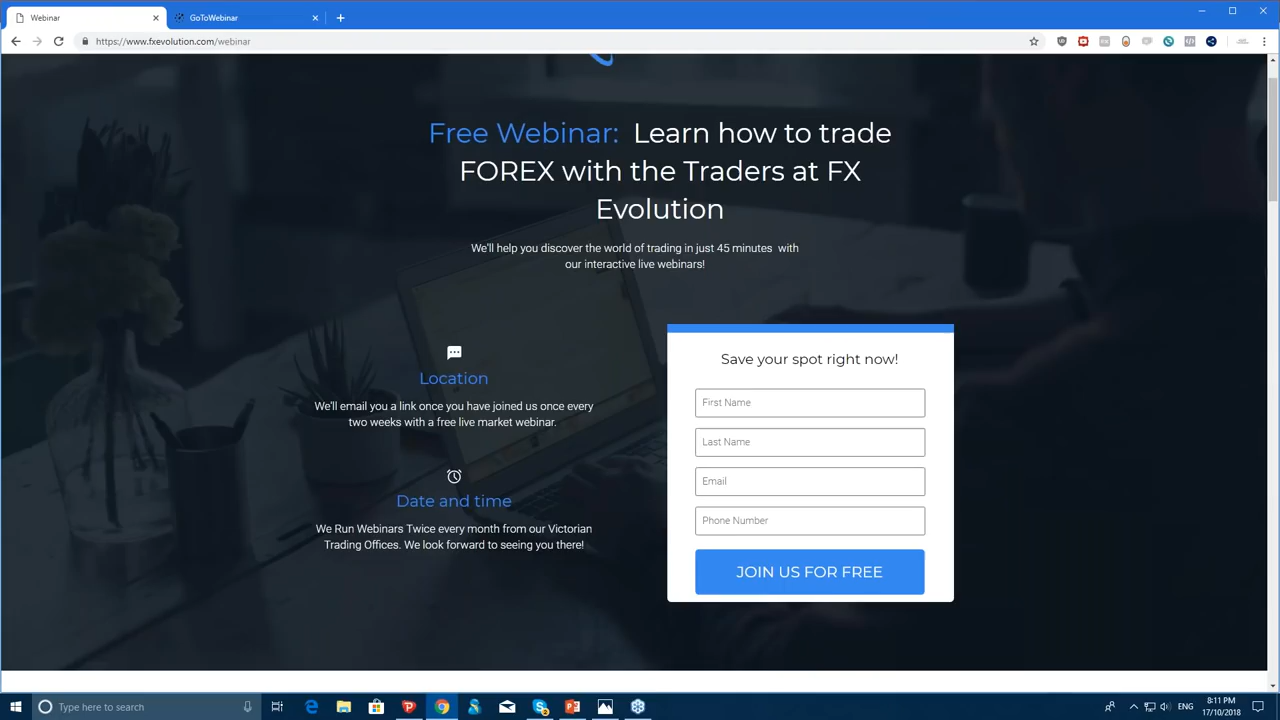 Webinar
GoToWebinar
https://www.fxevolution.com/webinar
Free Webinar: Learn how to trade
FOREX with the Traders at FX
Evolution
We'll help you discover the world of trading in just 45 minutes with
our interactive live webinars!
Location
We'll email you a link once you have joined us once every
two weeks with a free live market webinar.
Date and time
We Run Webinars Twice every month from our Victorian
Trading Offices. We look forward to seeing you there!
Save your spot right now!
First Name
Last Name
Email
Phone Number
JOIN US FOR FREE
Type here to search
ENG
8:11 PM
17/10/2018